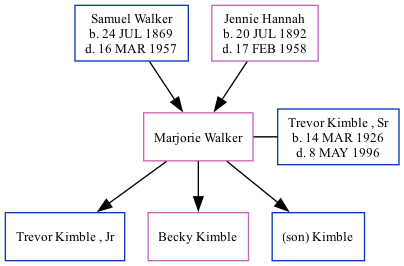 Samuel Walker
b. 24 JUL 1869
d. 16 MAR 1957
Jennie Hannah
b. 20 JUL 1892
d. 17 FEB 1958
Marjorie Walker
Trevor Kimble , Sr
b. 14 MAR 1926
d. 8 MAY 1996
Trevor Kimble , Jr
Becky Kimble
(son) Kimble